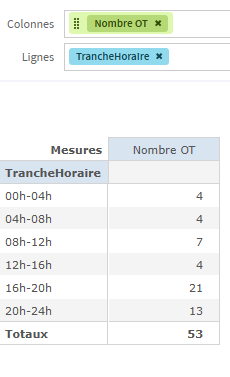 Colonnes Nombre OT ✖
Lignes TrancheHoraire ✖
Mesures Nombre OT
TrancheHoraire
00h-04h 4
04h-08h 4
08h-12h 7
12h-16h 4
16h-20h 21
20h-24h 13
Totaux 53